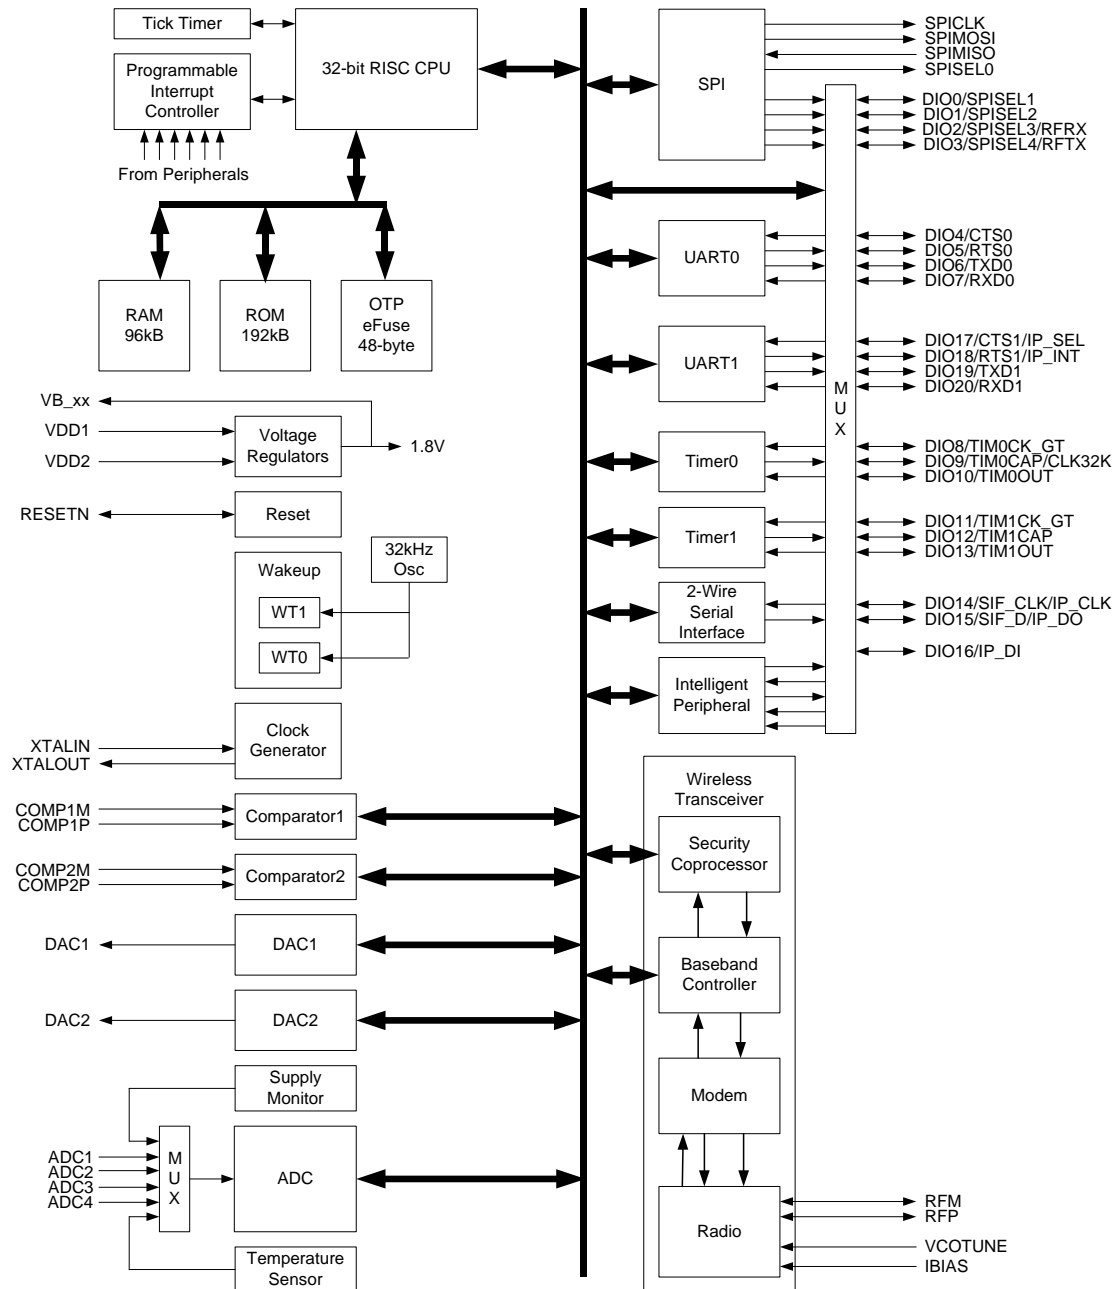 Tick Timer
Programmable
Interrupt
Controller
From Peripherals
32-bit RISC CPU
RAM
96kB
ROM
192kB
OTP
eFuse
48-byte
VB_xx
VDD1
VDD2
Voltage
Regulators
1.8V
RESETN
Reset
Wakeup
WT1
WT0
32kHz
Osc
XTALIN
XTALOUT
Clock
Generator
COMP1M
COMP1P
Comparator1
COMP2M
COMP2P
Comparator2
DAC1
DAC1
DAC2
DAC2
Supply
Monitor
ADC1
ADC2
ADC3
ADC4
M
U
X
ADC
Temperature
Sensor
SPI
SPICLK
SPIMOSI
SPIMISO
SPISEL0
DIO0/SPISEL1
DIO1/SPISEL2
DIO2/SPISEL3/RFRX
DIO3/SPISEL4/RFTX
UART0
DIO4/CTS0
DIO5/RTS0
DIO6/TXD0
DIO7/RXD0
UART1
DIO17/CTS1/IP_SEL
DIO18/RTS1/IP_INT
DIO19/TXD1
DIO20/RXD1
M
U
X
Timer0
DIO8/TIM0CK_GT
DIO9/TIM0CAP/CLK32K
DIO10/TIM0OUT
Timer1
DIO11/TIM1CK_GT
DIO12/TIM1CAP
DIO13/TIM1OUT
2-Wire
Serial
Interface
DIO14/SIF_CLK/IP_CLK
DIO15/SIF_D/IP_DO
DIO16/IP_DI
Intelligent
Peripheral
Wireless
Transceiver
Security
Coprocessor
Baseband
Controller
Modem
Radio
RFM
RFP
VCOTUNE
IBIAS